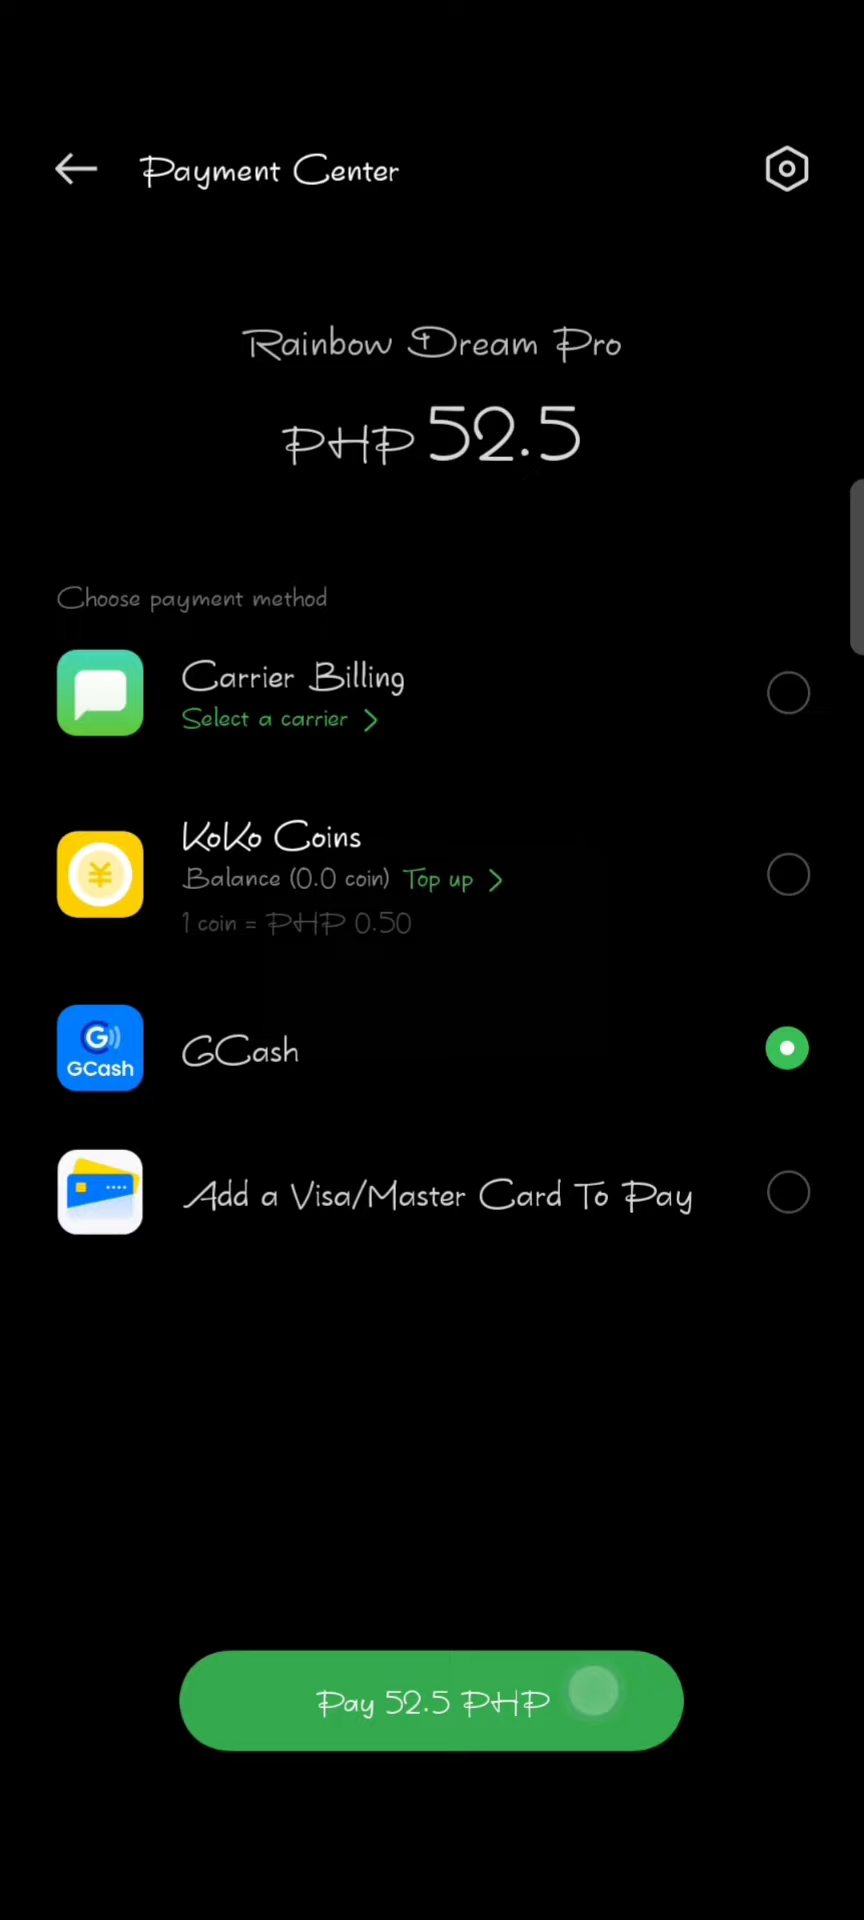 Payment Center
Rainbow Dream Pro
PHP 52.5
Choose payment method
Carrier Billing
Select a carrier >
KoKo Coins
Balance (0.0 coin) Top up >
1 coin = PHP 0.50
G
GCash
GCash
Add a Visa/Master Card To Pay
Pay 52.5 PHP